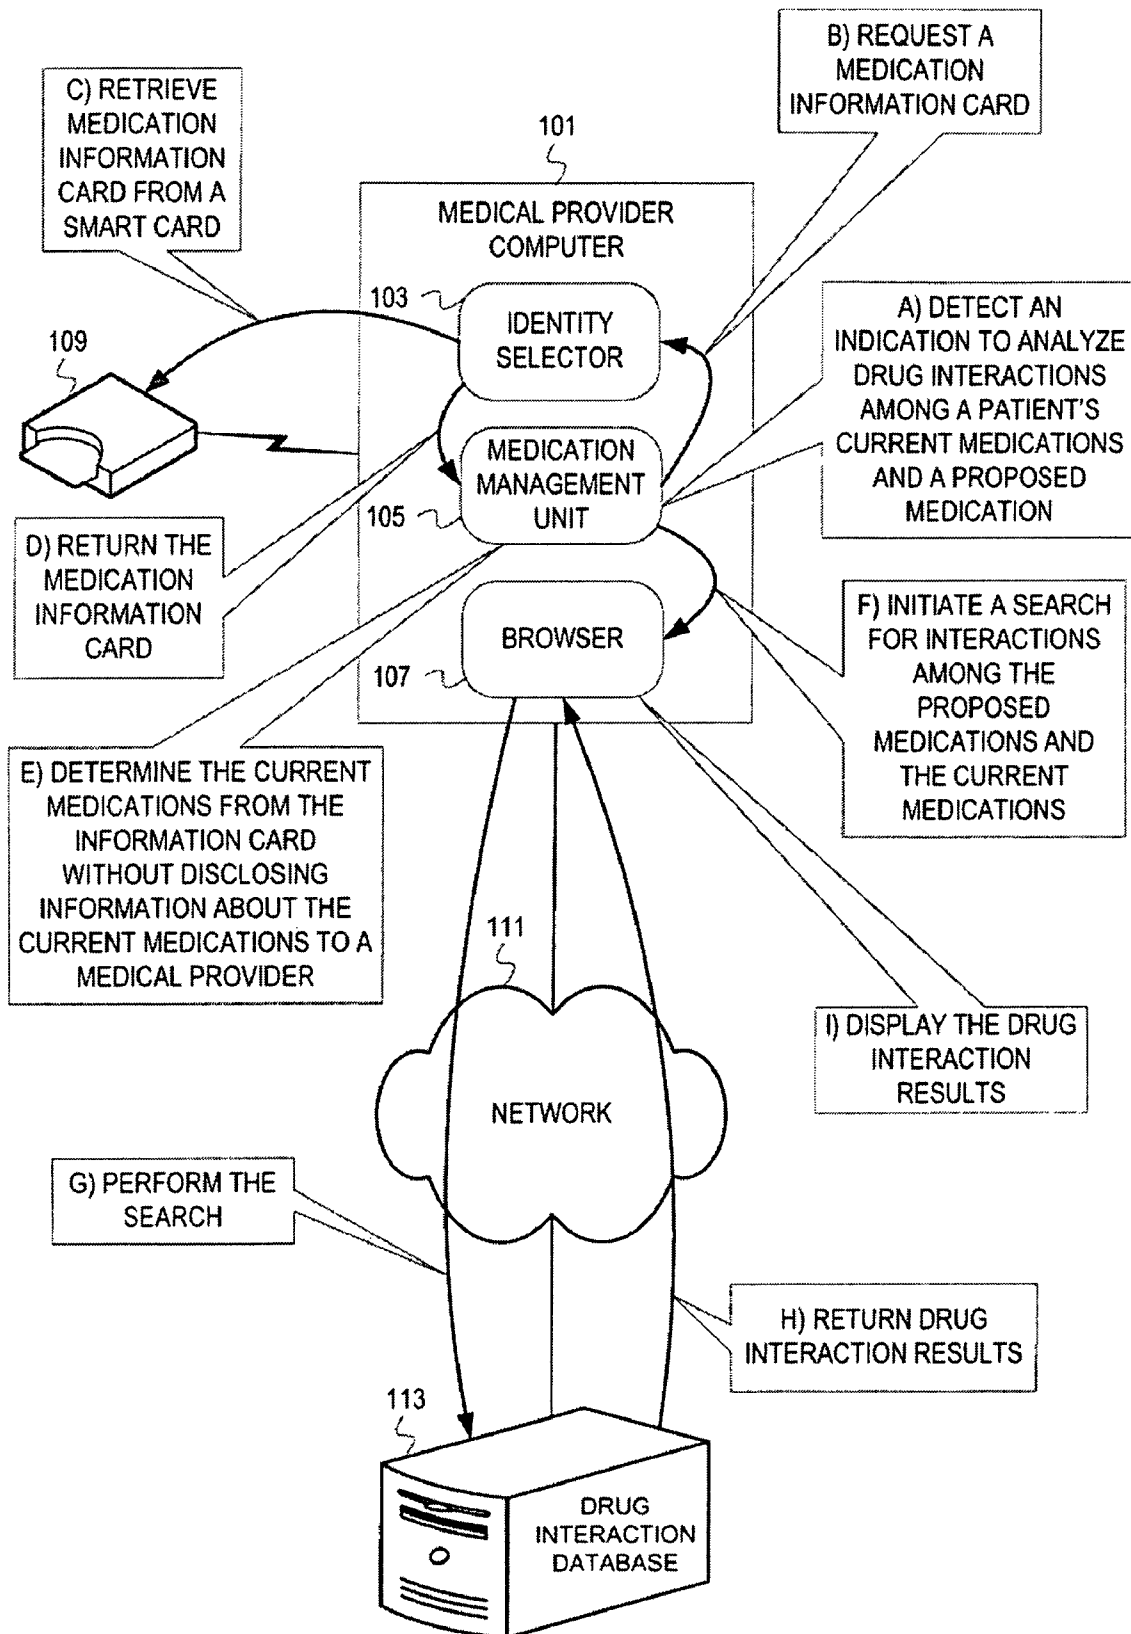 B) REQUEST A
MEDICATION
INFORMATION CARD
C) RETRIEVE
MEDICATION
INFORMATION
CARD FROM A
SMART CARD
101
MEDICAL PROVIDER
COMPUTER
103
IDENTITY
SELECTOR
A) DETECT AN
INDICATION TO ANALYZE
DRUG INTERACTIONS
AMONG A PATIENT'S
CURRENT MEDICATIONS
AND A PROPOSED
MEDICATION
109
MEDICATION
MANAGEMENT
UNIT
105
D) RETURN THE
MEDICATION
INFORMATION
CARD
BROWSER
107
F) INITIATE A SEARCH
FOR INTERACTIONS
AMONG THE
PROPOSED
MEDICATIONS AND
THE CURRENT
MEDICATIONS
E) DETERMINE THE CURRENT
MEDICATIONS FROM THE
INFORMATION CARD
WITHOUT DISCLOSING
INFORMATION ABOUT THE
CURRENT MEDICATIONS TO A
MEDICAL PROVIDER
111
I) DISPLAY THE DRUG
INTERACTION
RESULTS
NETWORK
G) PERFORM THE
SEARCH
H) RETURN DRUG
INTERACTION RESULTS
113
DRUG
INTERACTION
DATABASE